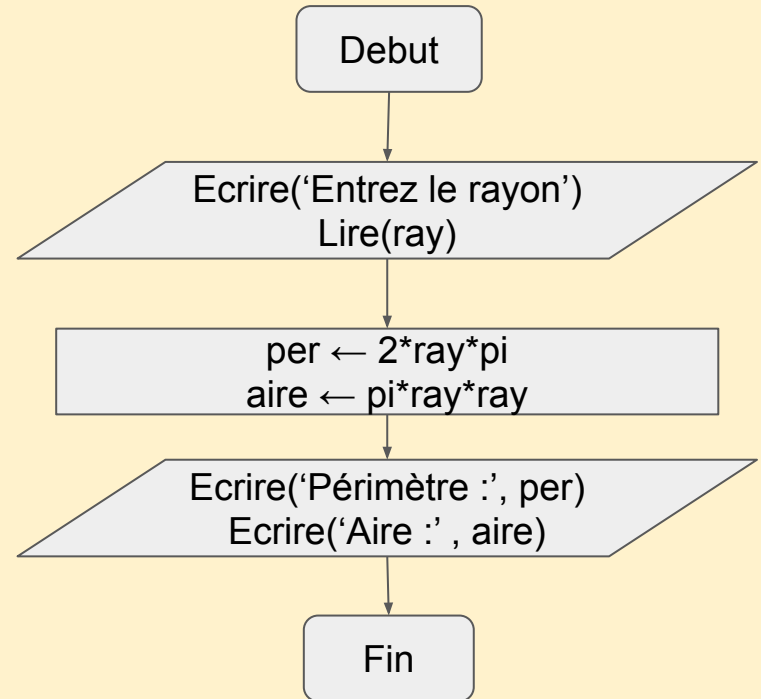 Debut
Ecrire(‘Entrez le rayon’)
Lire(ray)
per ← 2*ray*pi
aire ← pi*ray*ray
Ecrire(‘Périmètre :’, per)
Ecrire(‘Aire :’ , aire)
Fin